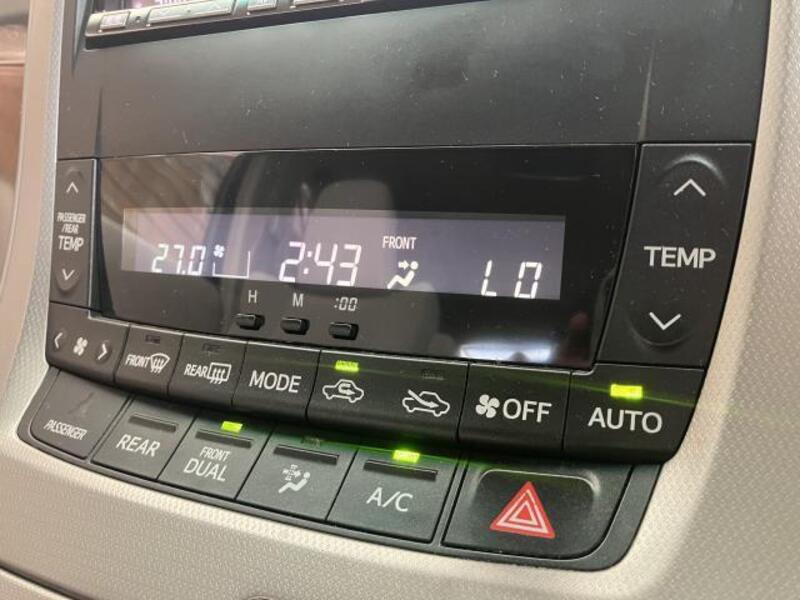 PASSENGER
/REAR
TEMP
27.0
2:43
FRONT
LO
TEMP
H
M
:00
FRONT
REAR
MODE
OFF
AUTO
PASSENGER
REAR
FRONT
DUAL
A/C